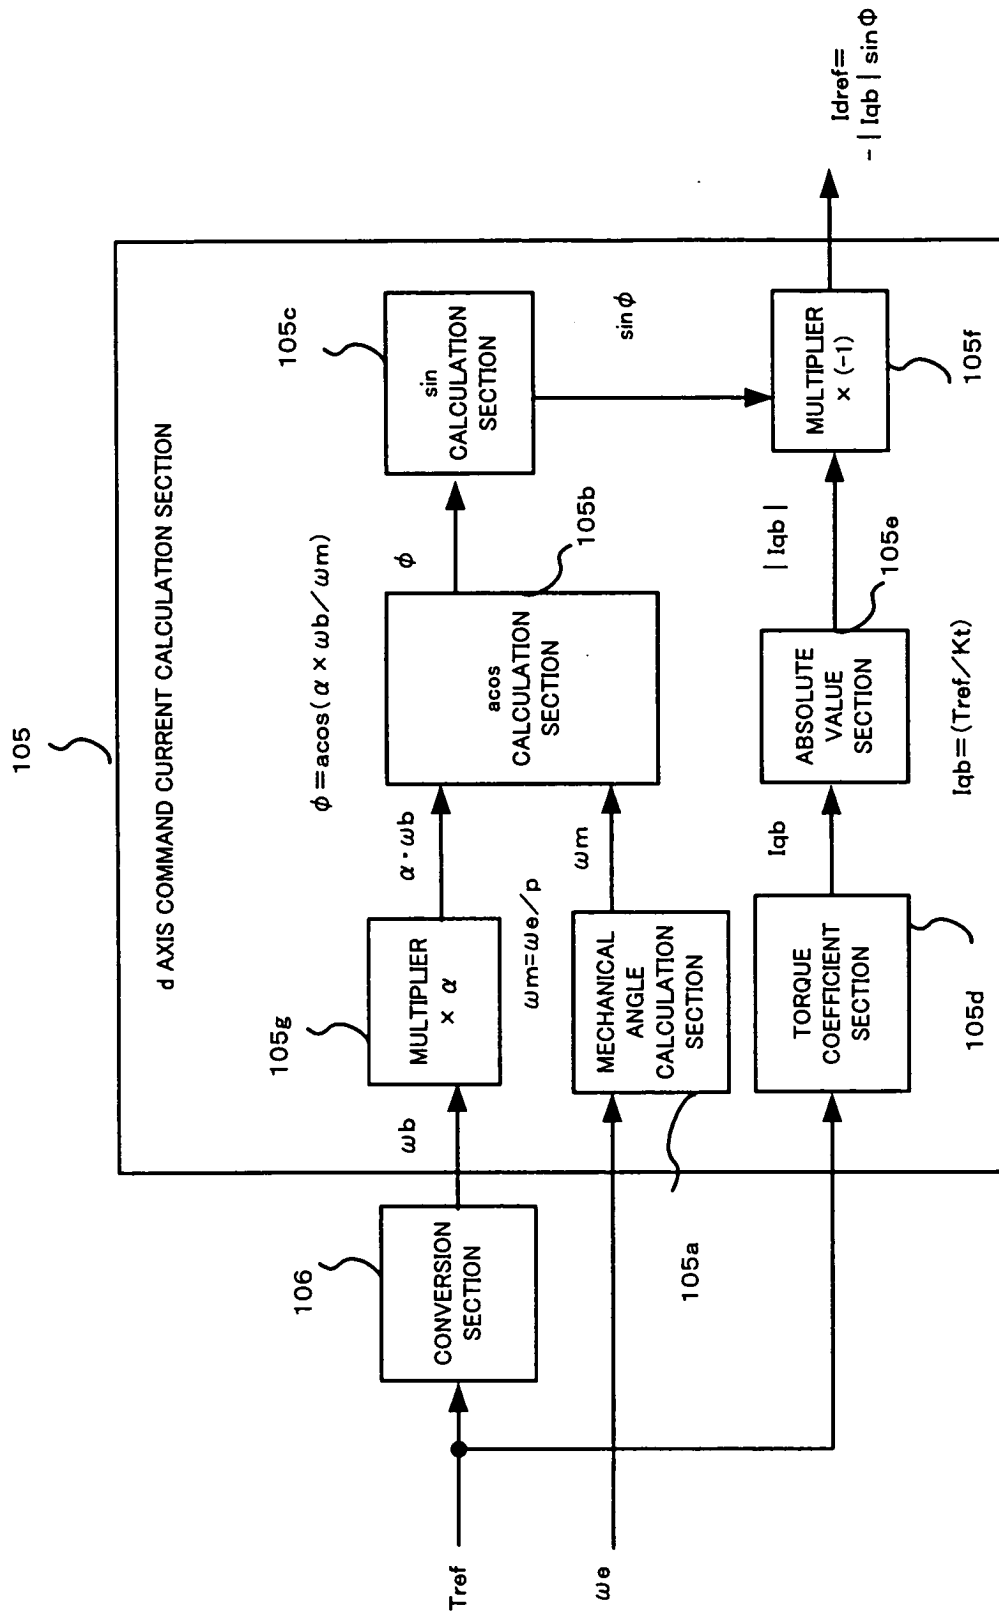 105
d AXIS COMMAND CURRENT CALCULATION SECTION
Tref
106
CONVERSION
SECTION
ωb
105g
MULTIPLIER
× α
α・ωb
ϕ=acos(α×ωb/ωm)
acos
CALCULATION
SECTION
105b
ϕ
105c
sin
CALCULATION
SECTION
sinϕ
ωe
105a
MECHANICAL
ANGLE
CALCULATION
SECTION
ωm=ωe/p
ωm
TORQUE
COEFFICIENT
SECTION
105d
Iqb
Iqb=(Tref/Kt)
ABSOLUTE
VALUE
SECTION
105e
|Iqb|
MULTIPLIER
× (-1)
105f
Idref=
-|Iqb|sinΦ